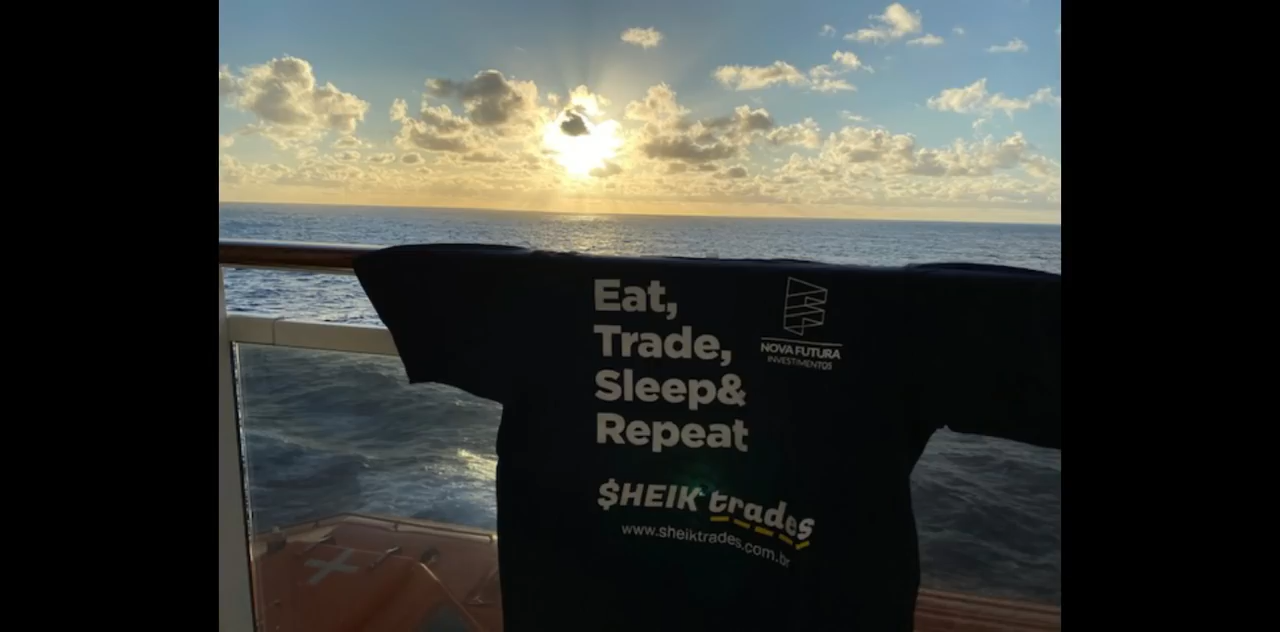 Eat,
Trade,
Sleep&
Repeat
NOVA FUTURA
INVESTIMENTOS
$HEIK trades
www.sheiktrades.com.br